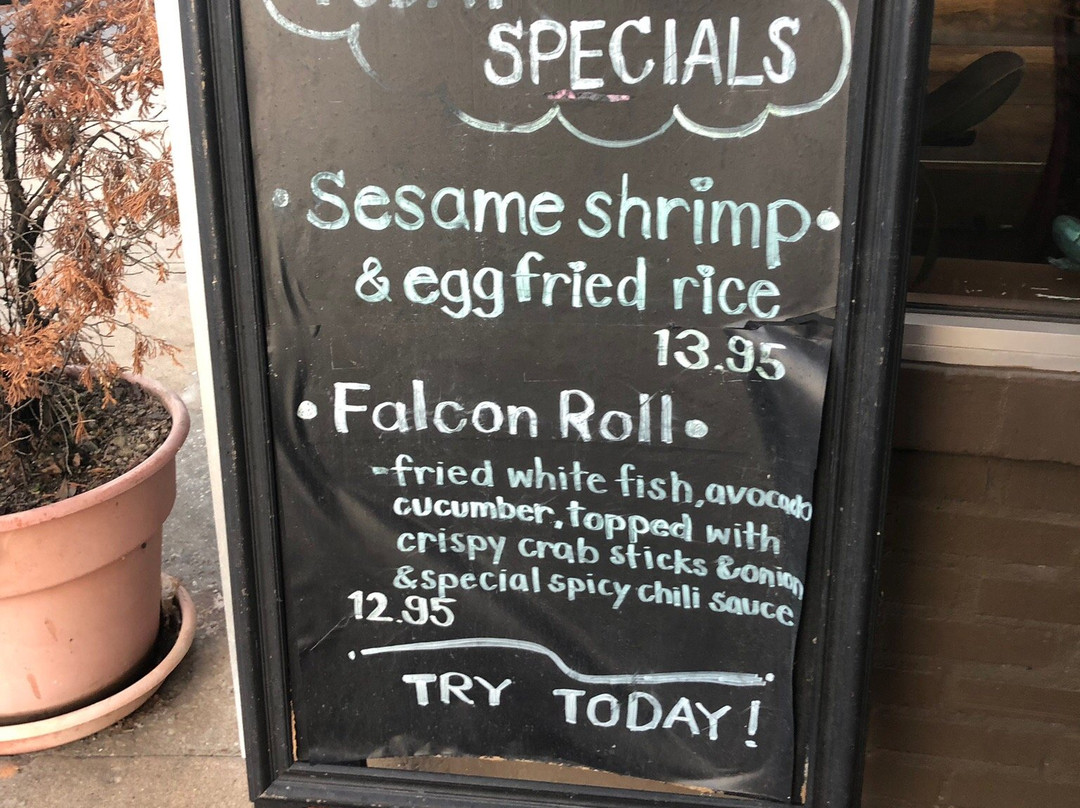 SPECIALS
• Sesame shrimp •
& egg fried rice
13.95
• Falcon Roll •
- fried white fish, avocado
cucumber, topped with
crispy crab sticks & onion
& special spicy chili sauce
12.95
TRY TODAY!